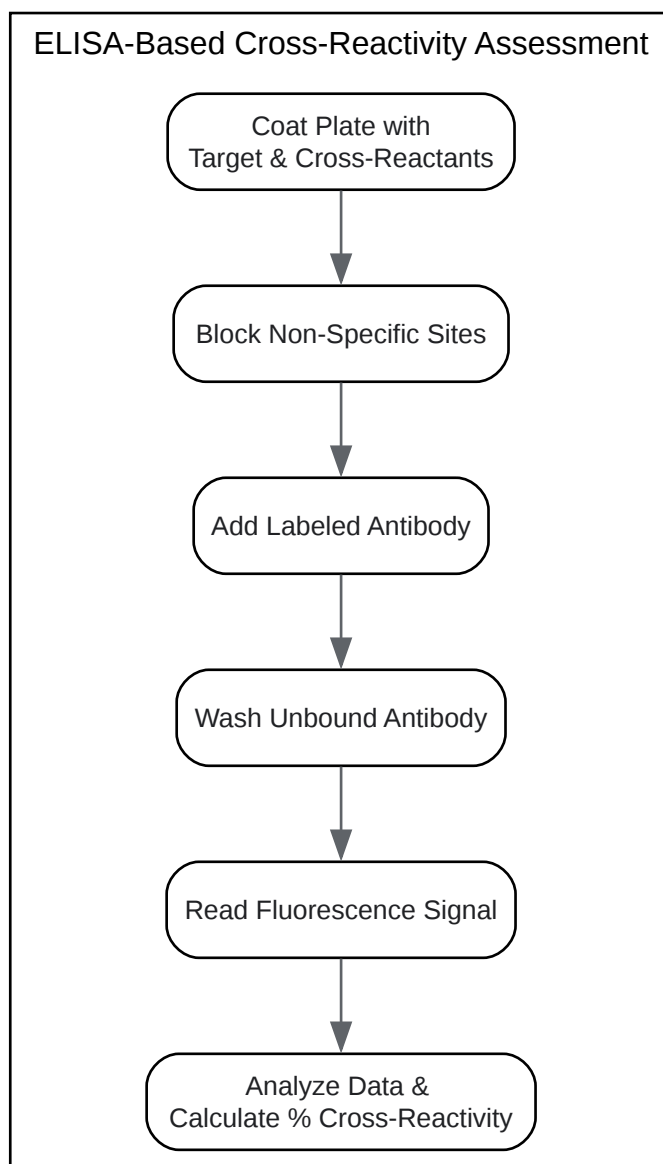 ELISA-Based Cross-Reactivity Assessment
Coat Plate with
Target & Cross-Reactants
Block Non-Specific Sites
Add Labeled Antibody
Wash Unbound Antibody
Read Fluorescence Signal
Analyze Data &
Calculate % Cross-Reactivity